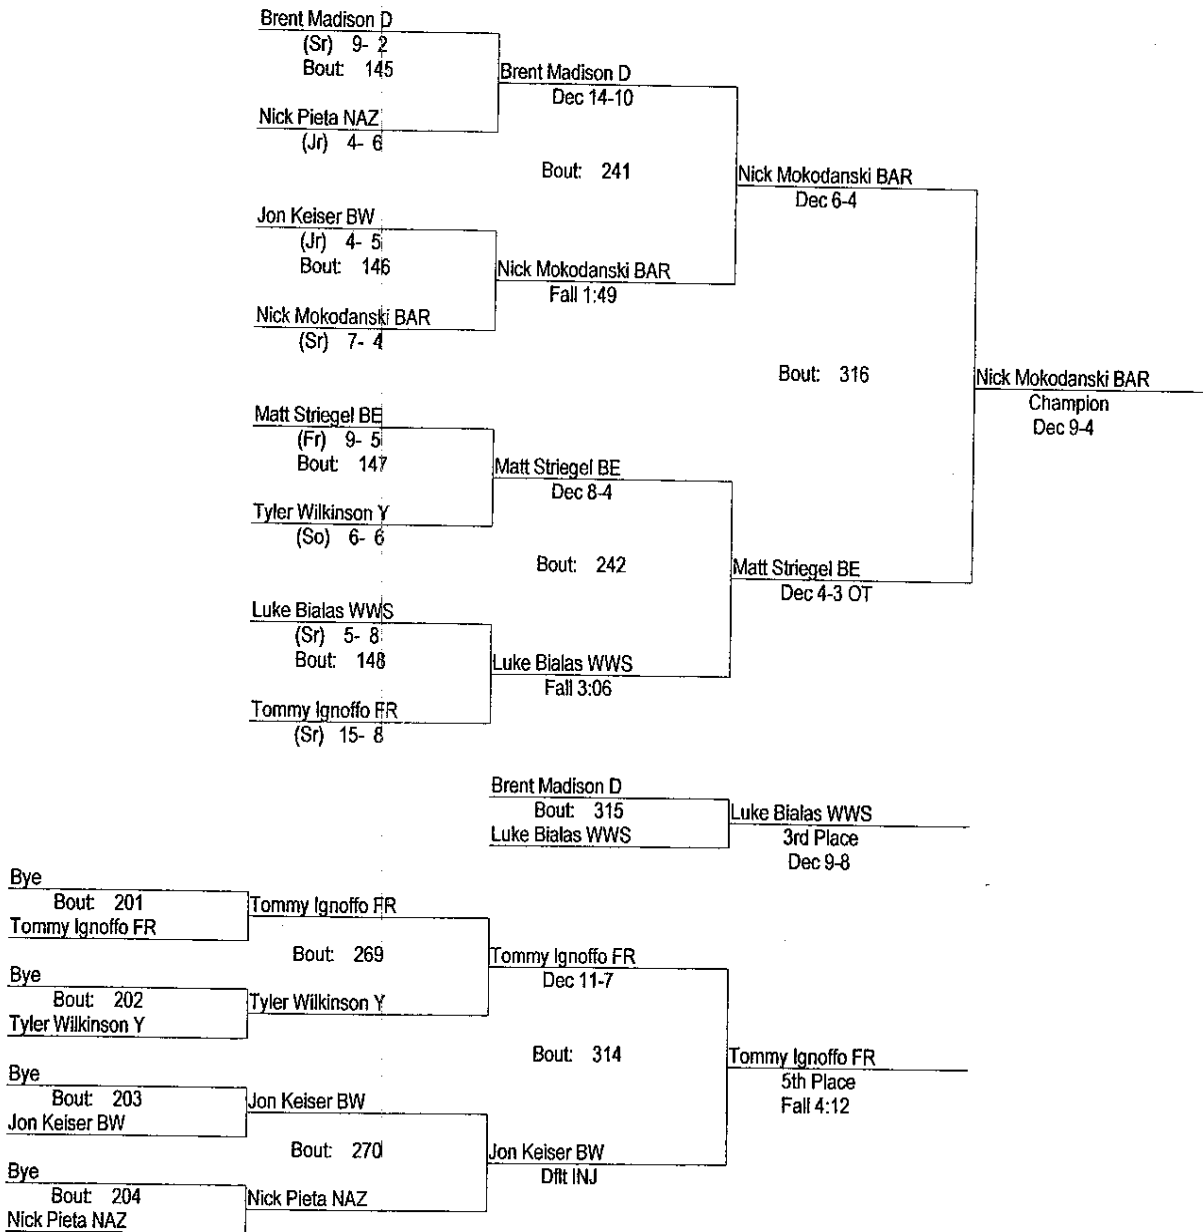 Brent Madison D
(Sr) 9- 2
Bout: 145
Brent Madison D
Dec 14-10
Nick Pieta NAZ
(Jr) 4- 6
Bout: 241
Nick Mokodanski BAR
Dec 6-4
Jon Keiser BW
(Jr) 4- 5
Bout: 146
Nick Mokodanski BAR
Fall 1:49
Nick Mokodanski BAR
(Sr) 7- 4
Bout: 316
Nick Mokodanski BAR
Champion
Dec 9-4
Matt Striegel BE
(Fr) 9- 5
Bout: 147
Matt Striegel BE
Dec 8-4
Tyler Wilkinson Y
(So) 6- 6
Bout: 242
Matt Striegel BE
Dec 4-3 OT
Luke Bialas WWS
(Sr) 5- 8
Bout: 148
Luke Bialas WWS
Fall 3:06
Tommy Ignoffo FR
(Sr) 15- 8
Brent Madison D
Bout: 315
Luke Bialas WWS
Luke Bialas WWS
3rd Place
Dec 9-8
Bye
Bout: 201
Tommy Ignoffo FR
Tommy Ignoffo FR
Bout: 269
Tommy Ignoffo FR
Dec 11-7
Bye
Bout: 202
Tyler Wilkinson Y
Tyler Wilkinson Y
Bout: 314
Tommy Ignoffo FR
5th Place
Fall 4:12
Bye
Bout: 203
Jon Keiser BW
Jon Keiser BW
Bout: 270
Jon Keiser BW
Dflt INJ
Bye
Bout: 204
Nick Pieta NAZ
Nick Pieta NAZ